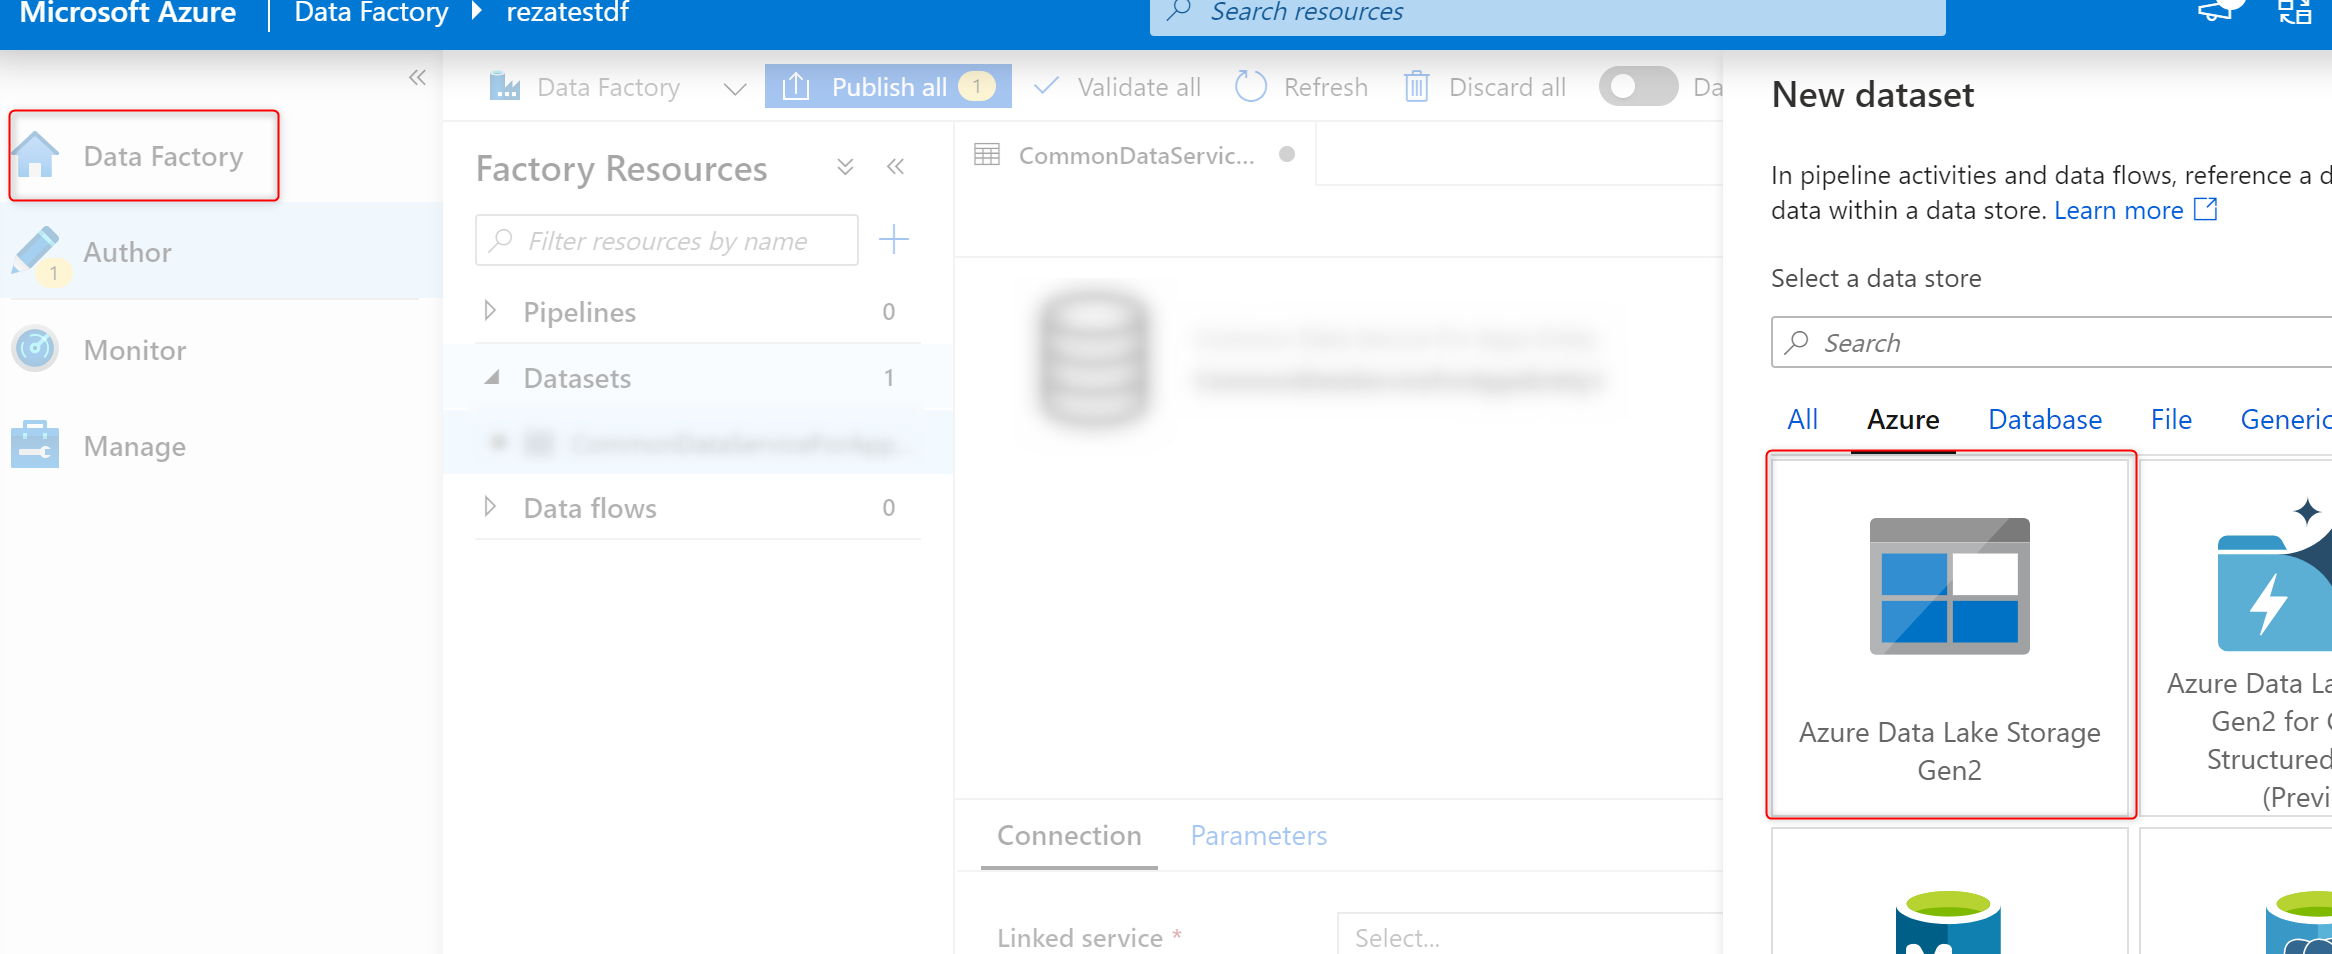 Microsoft Azure
Data Factory
rezatestdf
Search resources
Data Factory
Author
1
Monitor
Manage
Data Factory
Publish all
1
Validate all
Refresh
Discard all
Da
Factory Resources
Filter resources by name
Pipelines 0
Datasets 1
CommonDataServiceForApp...
Data flows 0
CommonDataServic...
Connection
Parameters
Linked service *
Select...
New dataset
In pipeline activities and data flows, reference a d
data within a data store. Learn more
Select a data store
Search
All
Azure
Database
File
Generic
Azure Data Lake Storage
Gen2
Azure Data La
Gen2 for C
Structured
(Previ